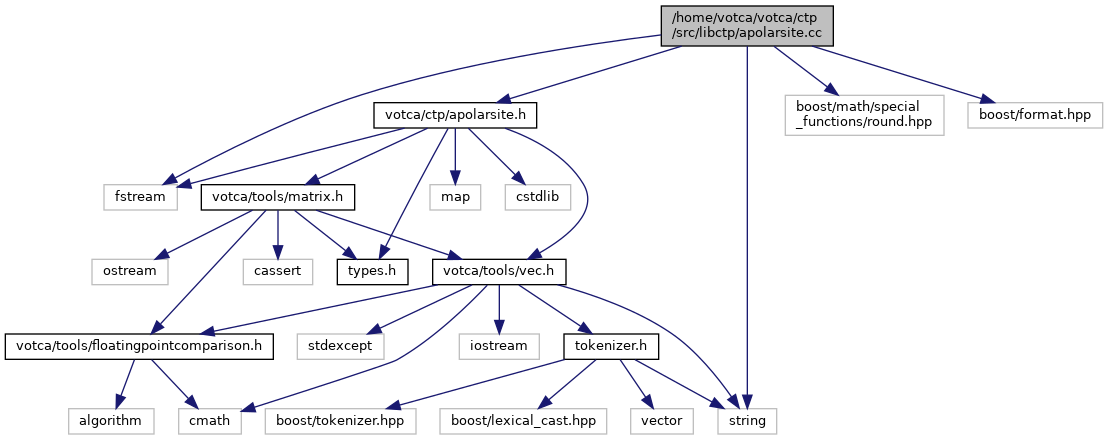 /home/votca/votca/ctp
/src/libctp/apolarsite.cc
votca/ctp/apolarsite.h
boost/math/special
_functions/round.hpp
boost/format.hpp
fstream
votca/tools/matrix.h
map
cstdlib
ostream
cassert
types.h
votca/tools/vec.h
votca/tools/floatingpointcomparison.h
stdexcept
iostream
tokenizer.h
algorithm
cmath
boost/tokenizer.hpp
boost/lexical_cast.hpp
vector
string